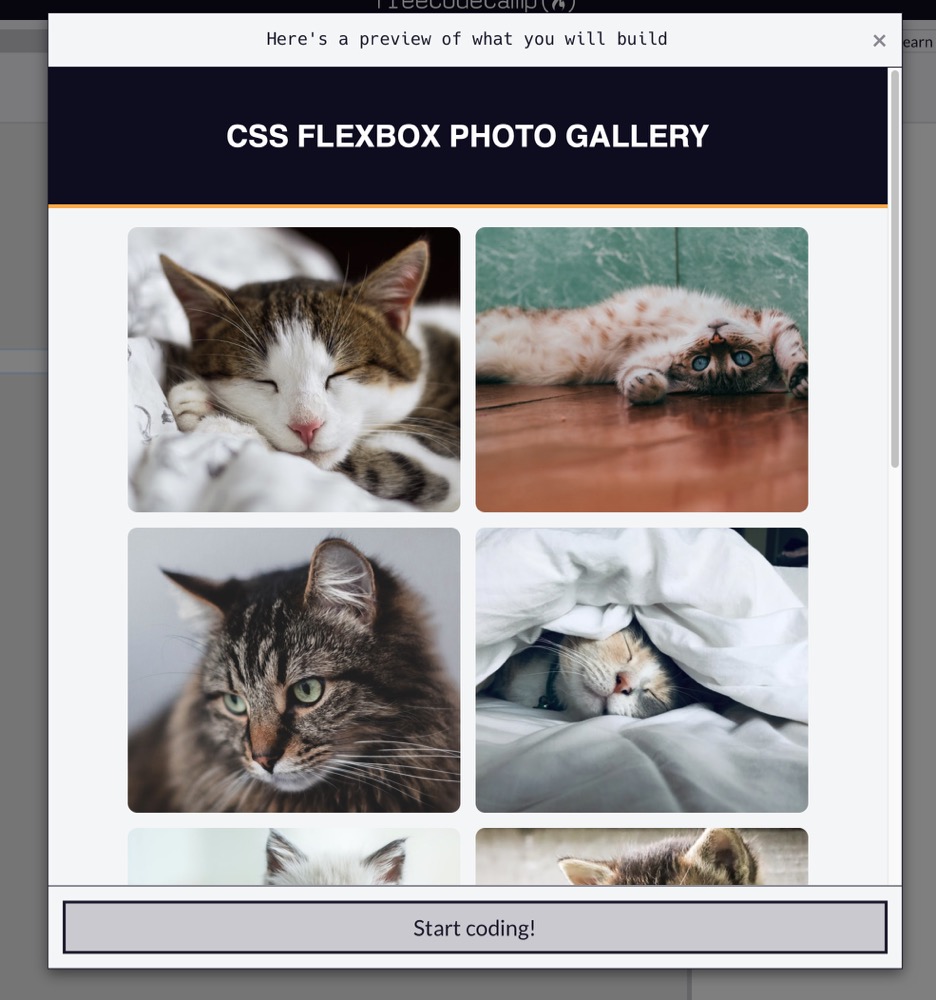 freeCodeCamp
Here's a preview of what you will build
×
earn
CSS FLEXBOX PHOTO GALLERY
Start coding!